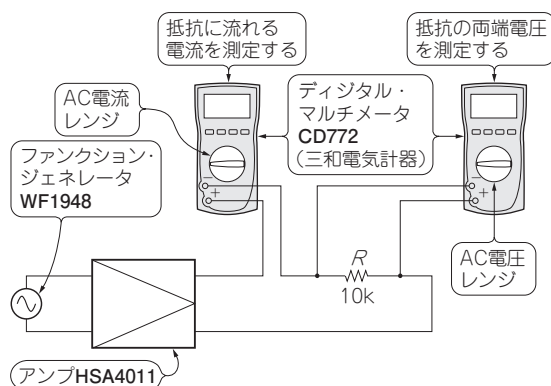 抵抗に流れる
電流を測定する
抵抗の両端電圧
を測定する
AC電流
レンジ
ディジタル・
マルチメータ
CD772
(三和電気計器)
ファンクション・
ジェネレータ
WF1948
−
+
−
+
R
10k
AC電圧
レンジ
アンプHSA4011